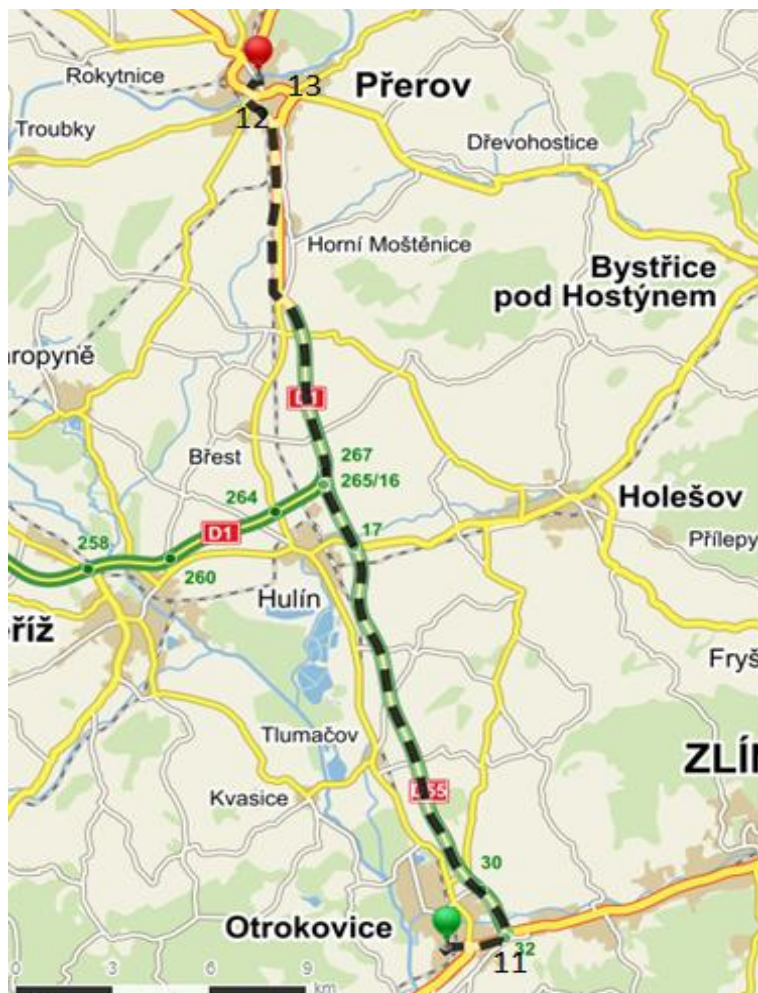 Rokytnice
13
Přerov
12
Troubky
Dřevohostice
Horní Moštěnice
Bystřice
pod Hostýnem
ropyně
D1
267
Břest
265/16
264
Holešov
D1
17
258
Přílepy
260
Hulín
říž
Fryš
Tlumačov
ZLÍN
D55
Kvasice
30
Otrokovice
32
11
0 3 6 9
km